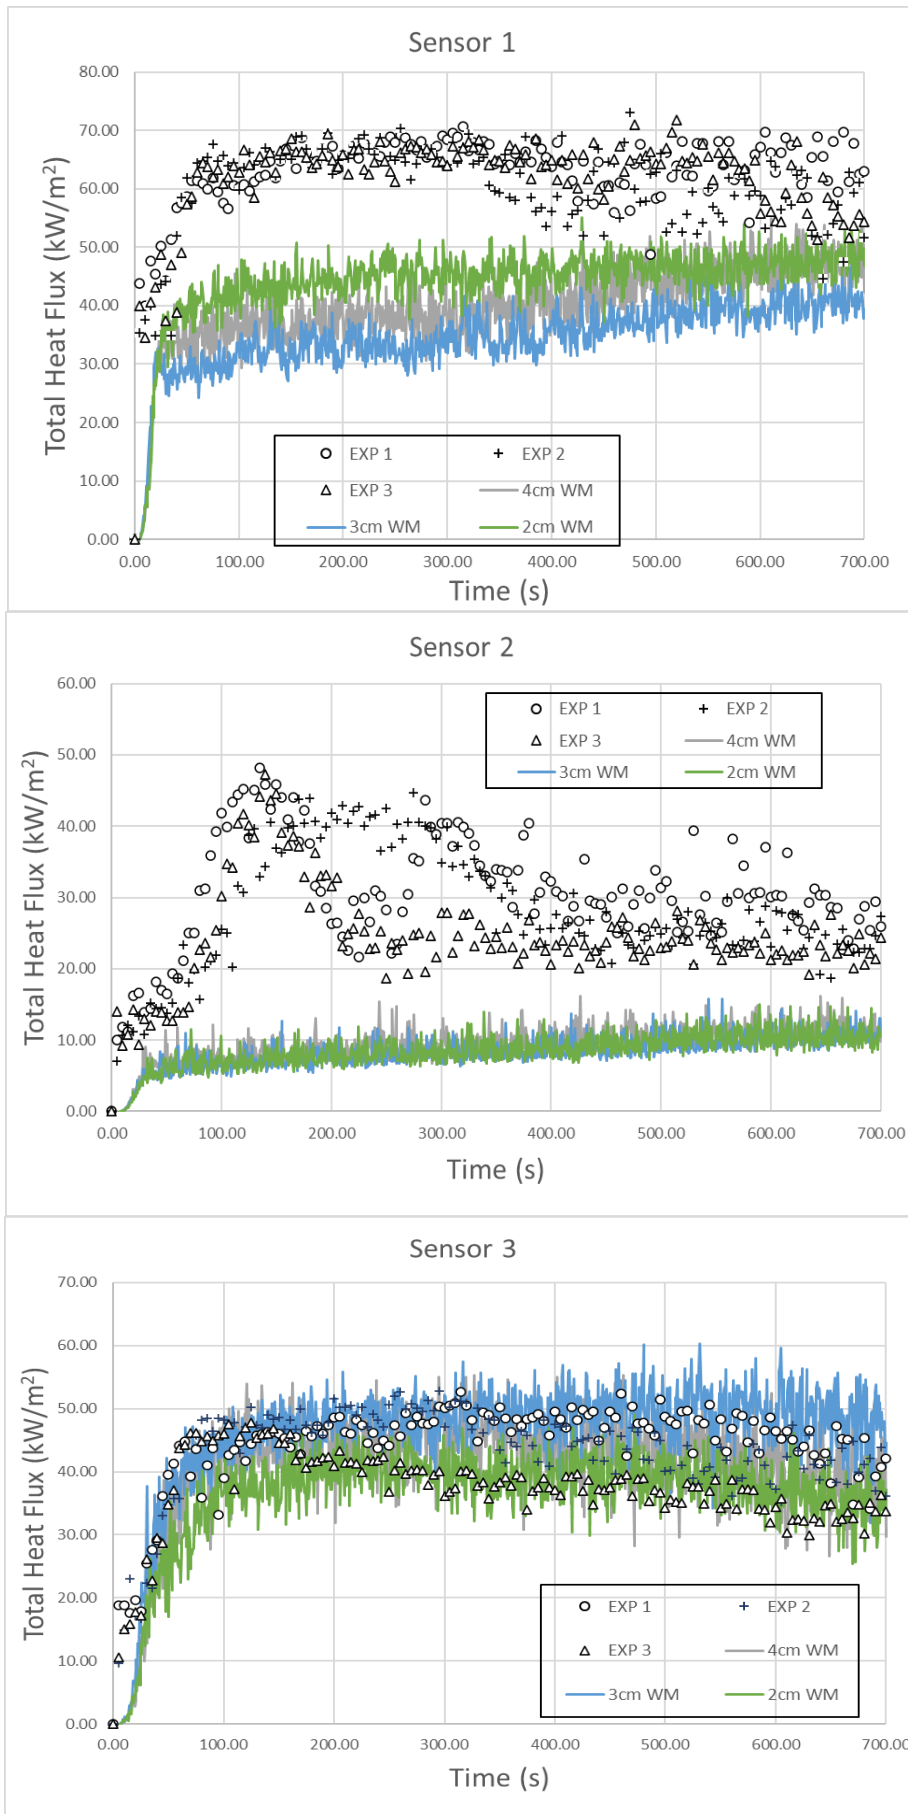 Sensor 1
80.00
70.00
60.00
50.00
40.00
30.00
20.00
10.00
0.00
Total Heat Flux (kW/m²)
EXP 1 EXP 2
EXP 3 4cm WM
3cm WM 2cm WM
0.00 100.00 200.00 300.00 400.00 500.00 600.00 700.00
Time (s)
Sensor 2
60.00
50.00
40.00
30.00
20.00
10.00
0.00
Total Heat Flux (kW/m²)
EXP 1 EXP 2
EXP 3 4cm WM
3cm WM 2cm WM
0.00 100.00 200.00 300.00 400.00 500.00 600.00 700.00
Time (s)
Sensor 3
70.00
60.00
50.00
40.00
30.00
20.00
10.00
0.00
Total Heat Flux (kW/m²)
EXP 1 EXP 2
EXP 3 4cm WM
3cm WM 2cm WM
0.00 100.00 200.00 300.00 400.00 500.00 600.00 700.00
Time (s)